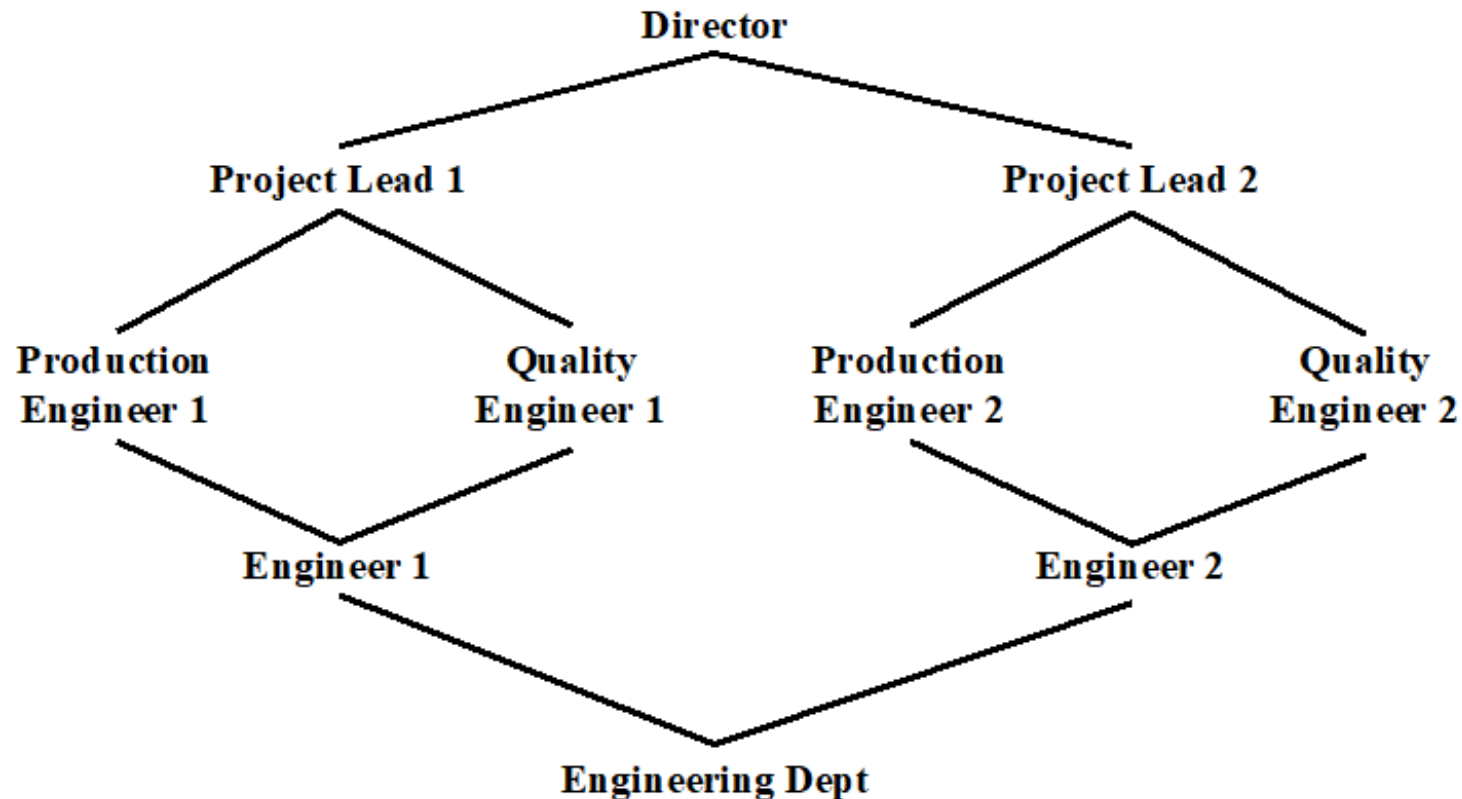 Director
Project Lead 1
Project Lead 2
Production
Engineer 1
Quality
Engineer 1
Production
Engineer 2
Quality
Engineer 2
Engineer 1
Engineer 2
Engineering Dept